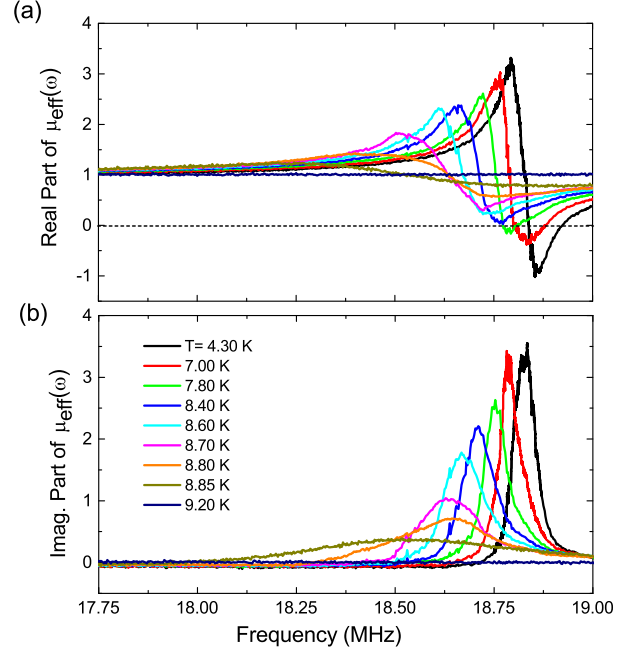 (a)
Real Part of μeff(ω)
4
3
2
1
0
-1
(b)
Imag. Part of μeff(ω)
4
3
2
1
0
T= 4.30 K
7.00 K
7.80 K
8.40 K
8.60 K
8.70 K
8.80 K
8.85 K
9.20 K
17.75 18.00 18.25 18.50 18.75 19.00
Frequency (MHz)